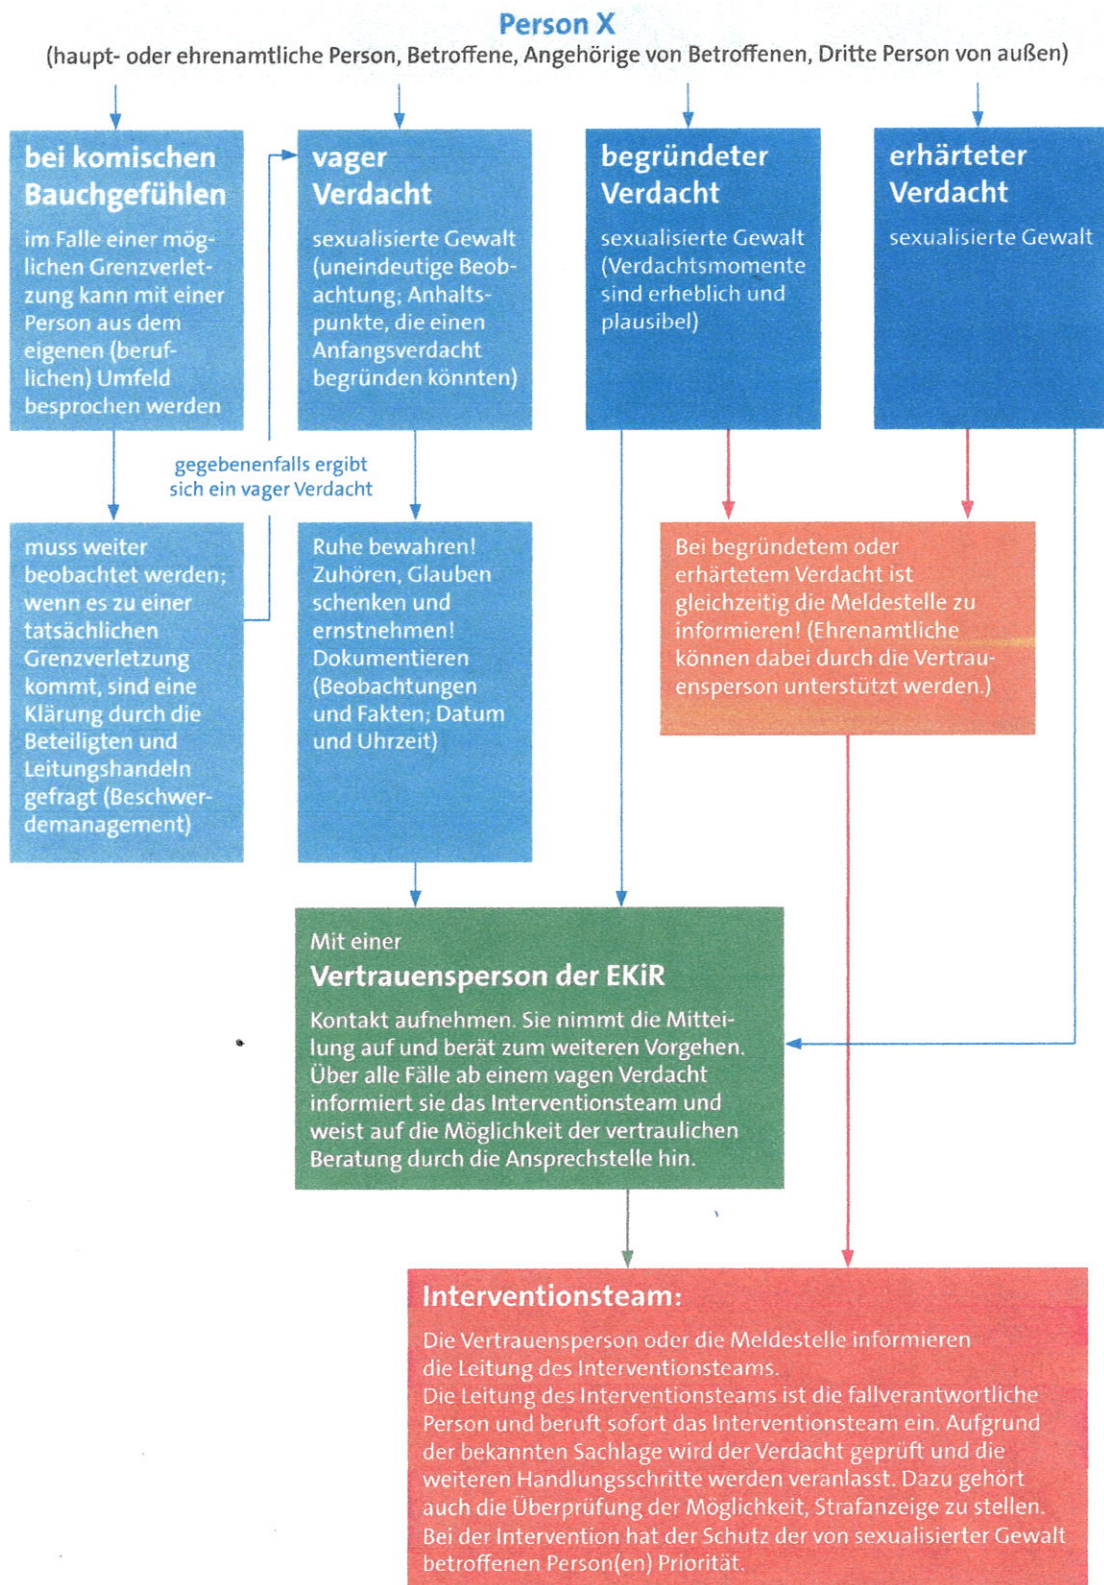 Person X
(haupt- oder ehrenamtliche Person, Betroffene, Angehörige von Betroffenen, Dritte Person von außen)
bei komischen
Bauchgefühlen
im Falle einer mög-
lichen Grenzverlet-
zung kann mit einer
Person aus dem
eigenen (beruf-
lichen) Umfeld
besprochen werden
vager
Verdacht
sexualisierte Gewalt
(uneindeutige Beob-
achtung; Anhalts-
punkte, die einen
Anfangsverdacht
begründen könnten)
begründeter
Verdacht
sexualisierte Gewalt
(Verdachtsmomente
sind erheblich und
plausibel)
erhärteter
Verdacht
sexualisierte Gewalt
gegebenenfalls ergibt
sich ein vager Verdacht
muss weiter
beobachtet werden;
wenn es zu einer
tatsächlichen
Grenzverletzung
kommt, sind eine
Klärung durch die
Beteiligten und
Leitungshandeln
gefragt (Beschwer-
demanagement)
Ruhe bewahren!
Zuhören, Glauben
schenken und
ernstnehmen!
Dokumentieren
(Beobachtungen
und Fakten; Datum
und Uhrzeit)
Bei begründetem oder
erhärtetem Verdacht ist
gleichzeitig die Meldestelle zu
informieren! (Ehrenamtliche
können dabei durch die Vertrau-
ensperson unterstützt werden.)
Mit einer
Vertrauensperson der EKiR
Kontakt aufnehmen. Sie nimmt die Mittei-
lung auf und berät zum weiteren Vorgehen.
Über alle Fälle ab einem vagen Verdacht
informiert sie das Interventionsteam und
weist auf die Möglichkeit der vertraulichen
Beratung durch die Ansprechstelle hin.
Interventionsteam:
Die Vertrauensperson oder die Meldestelle informieren
die Leitung des Interventionsteams.
Die Leitung des Interventionsteams ist die fallverantwortliche
Person und beruft sofort das Interventionsteam ein. Aufgrund
der bekannten Sachlage wird der Verdacht geprüft und die
weiteren Handlungsschritte werden veranlasst. Dazu gehört
auch die Überprüfung der Möglichkeit, Strafanzeige zu stellen.
Bei der Intervention hat der Schutz der von sexualisierter Gewalt
betroffenen Person(en) Priorität.